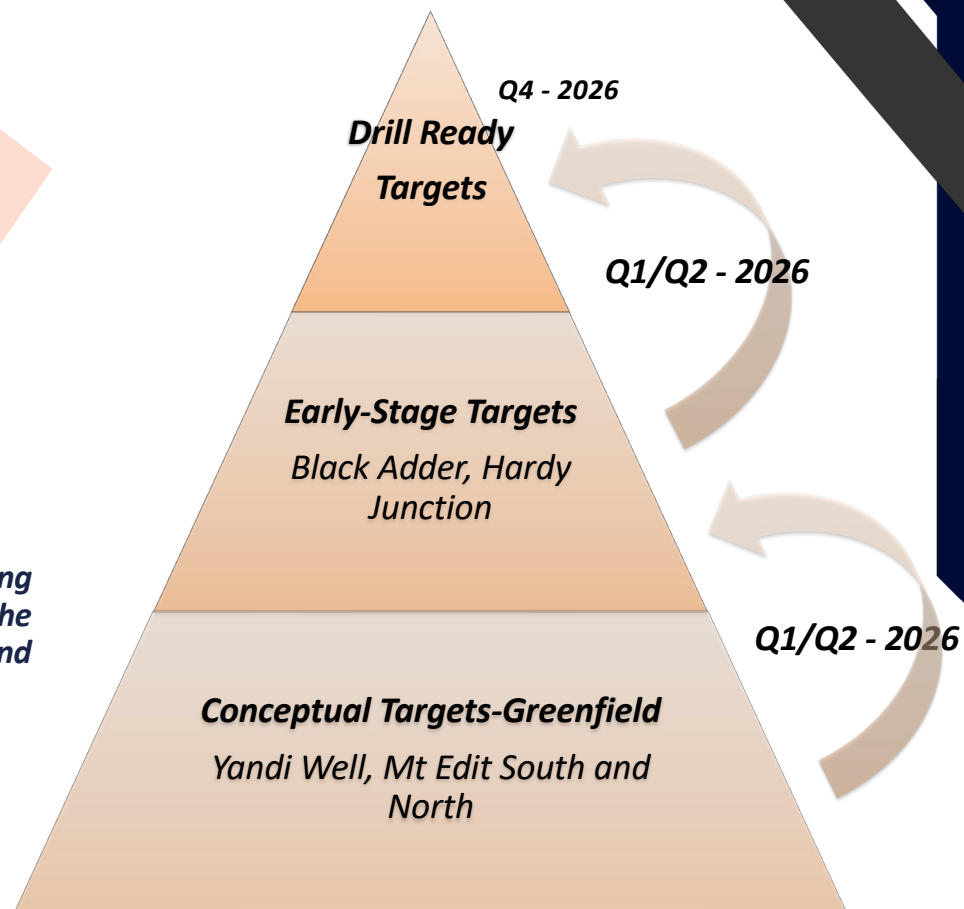 Q4 - 2026
Drill Ready
Targets
Q1/Q2 - 2026
Early-Stage Targets
Black Adder, Hardy
Junction
Q1/Q2 - 2026
Conceptual Targets-Greenfield
Yandi Well, Mt Edit South and
North